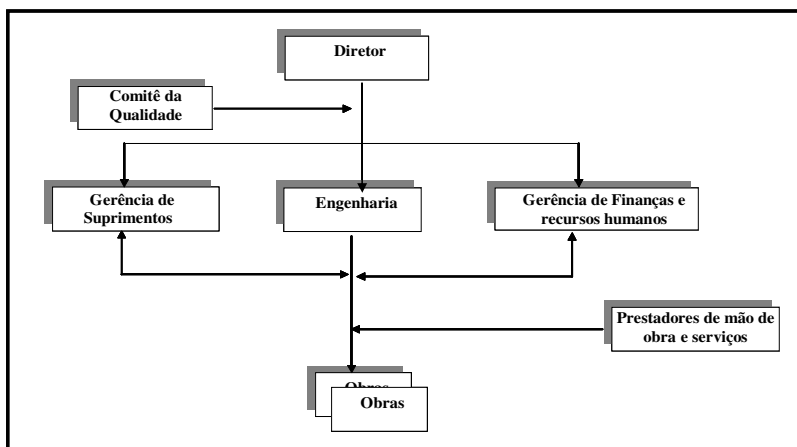 Diretor
Comitê da
Qualidade
Gerência de
Suprimentos
Engenharia
Gerência de Finanças e
recursos humanos
Prestadores de mão de
obra e serviços
Obras
Obras